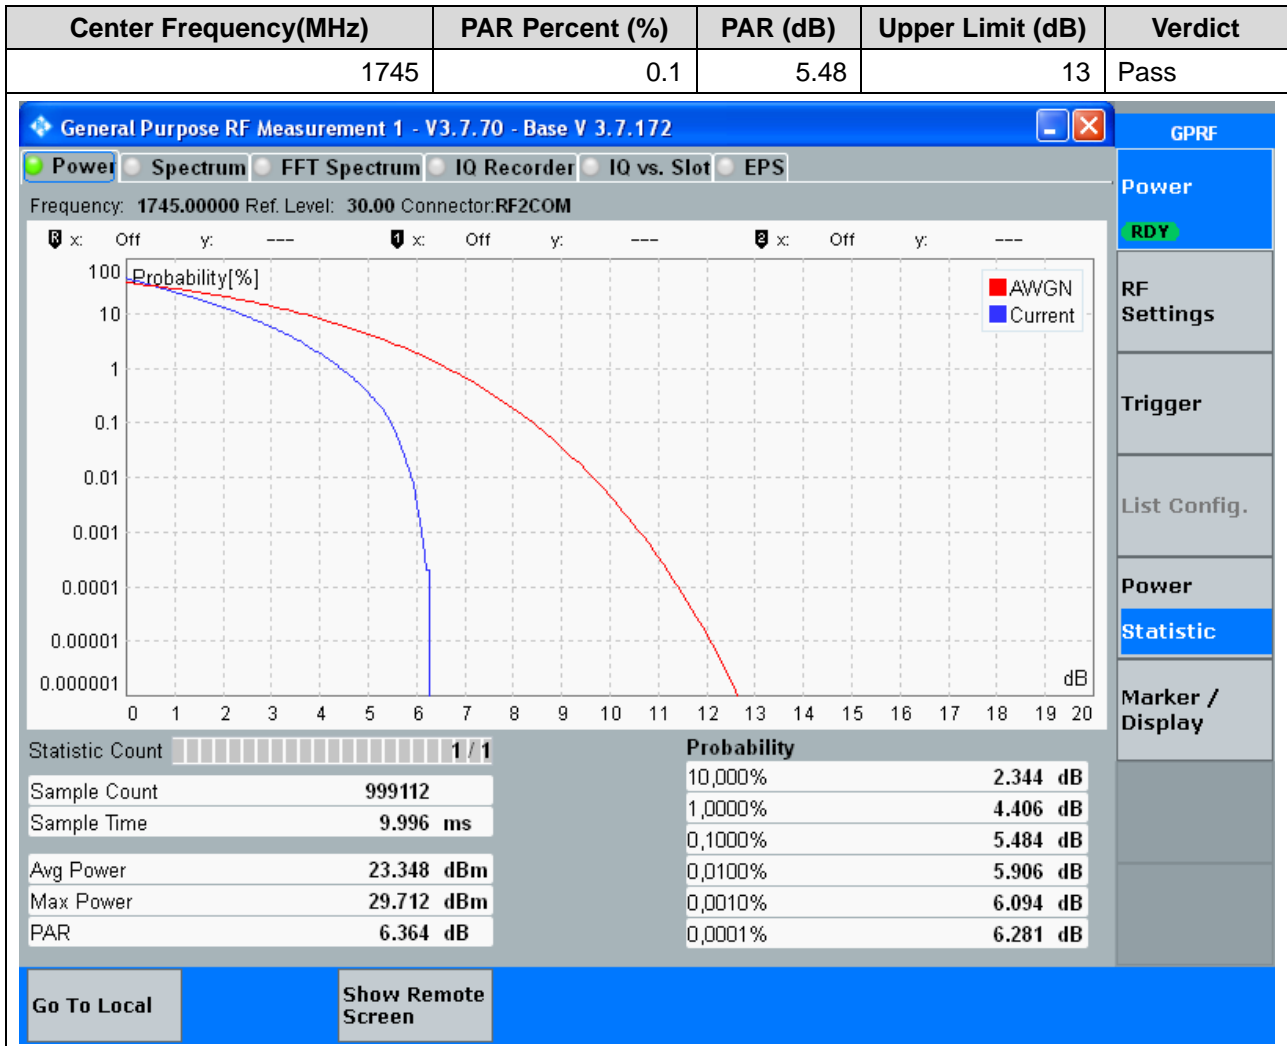 Center Frequency(MHz) PAR Percent (%) PAR (dB) Upper Limit (dB) Verdict
1745 0.1 5.48 13 Pass
General Purpose RF Measurement 1 - V3.7.70 - Base V 3.7.172
GPRF
Power Spectrum FFT Spectrum IQ Recorder IQ vs. Slot EPS
Power
RDY
Frequency: 1745.00000 Ref. Level: 30.00 Connector:RF2COM
R x: Off y: --- 1 x: Off y: --- 2 x: Off y: ---
Probability[%]
AWGN
Current
100
10
1
0.1
0.01
0.001
0.0001
0.00001
0.000001
dB
0 1 2 3 4 5 6 7 8 9 10 11 12 13 14 15 16 17 18 19 20
RF
Settings
Trigger
List Config.
Power
Statistic
Marker /
Display
Statistic Count 1 / 1
Sample Count 999112
Sample Time 9.996 ms
Avg Power 23.348 dBm
Max Power 29.712 dBm
PAR 6.364 dB
Probability
10,000% 2.344 dB
1,0000% 4.406 dB
0,1000% 5.484 dB
0,0100% 5.906 dB
0,0010% 6.094 dB
0,0001% 6.281 dB
Go To Local
Show Remote
Screen